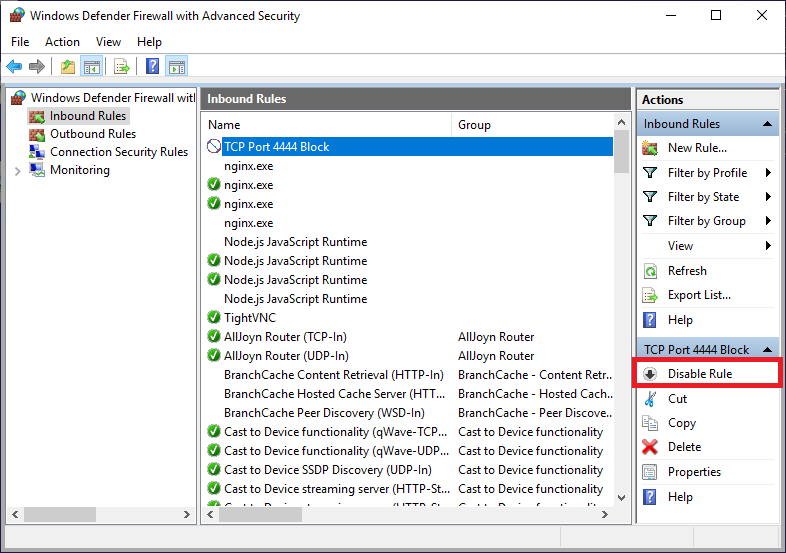 Windows Defender Firewall with Advanced Security
File Action View Help
Windows Defender Firewall witl
Inbound Rules
Outbound Rules
Connection Security Rules
Monitoring
Inbound Rules
Name Group
TCP Port 4444 Block
nginx.exe
nginx.exe
nginx.exe
nginx.exe
Node.js JavaScript Runtime
Node.js JavaScript Runtime
Node.js JavaScript Runtime
Node.js JavaScript Runtime
TightVNC
AllJoyn Router (TCP-In) AllJoyn Router
AllJoyn Router (UDP-In) AllJoyn Router
BranchCache Content Retrieval (HTTP-In) BranchCache - Content Retr...
BranchCache Hosted Cache Server (HTT... BranchCache - Hosted Cach...
BranchCache Peer Discovery (WSD-In) BranchCache - Peer Discove...
Cast to Device functionality (qWave-TCP... Cast to Device functionality
Cast to Device functionality (qWave-UDP... Cast to Device functionality
Cast to Device SSDP Discovery (UDP-In) Cast to Device functionality
Cast to Device streaming server (HTTP-St... Cast to Device functionality
Actions
Inbound Rules
New Rule...
Filter by Profile
Filter by State
Filter by Group
View
Refresh
Export List...
Help
TCP Port 4444 Block
Disable Rule
Cut
Copy
Delete
Properties
Help